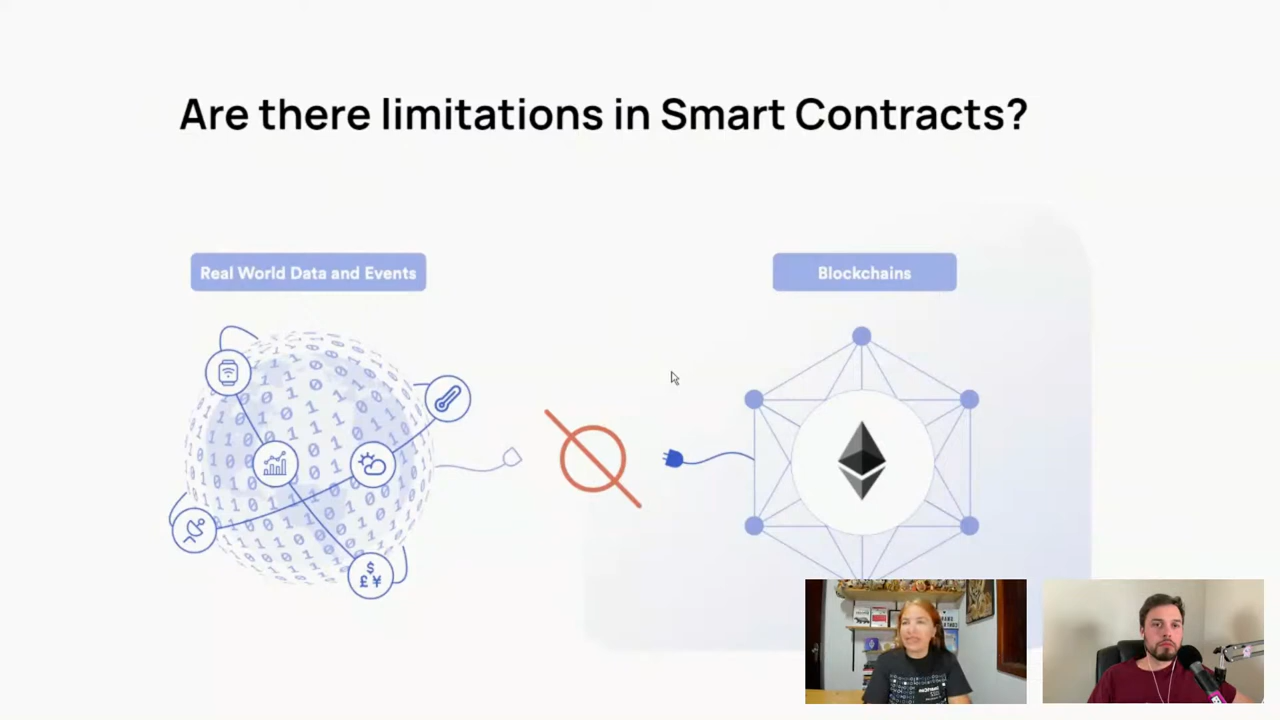 Are there limitations in Smart Contracts?
Real World Data and Events
Blockchains
$
£ ¥